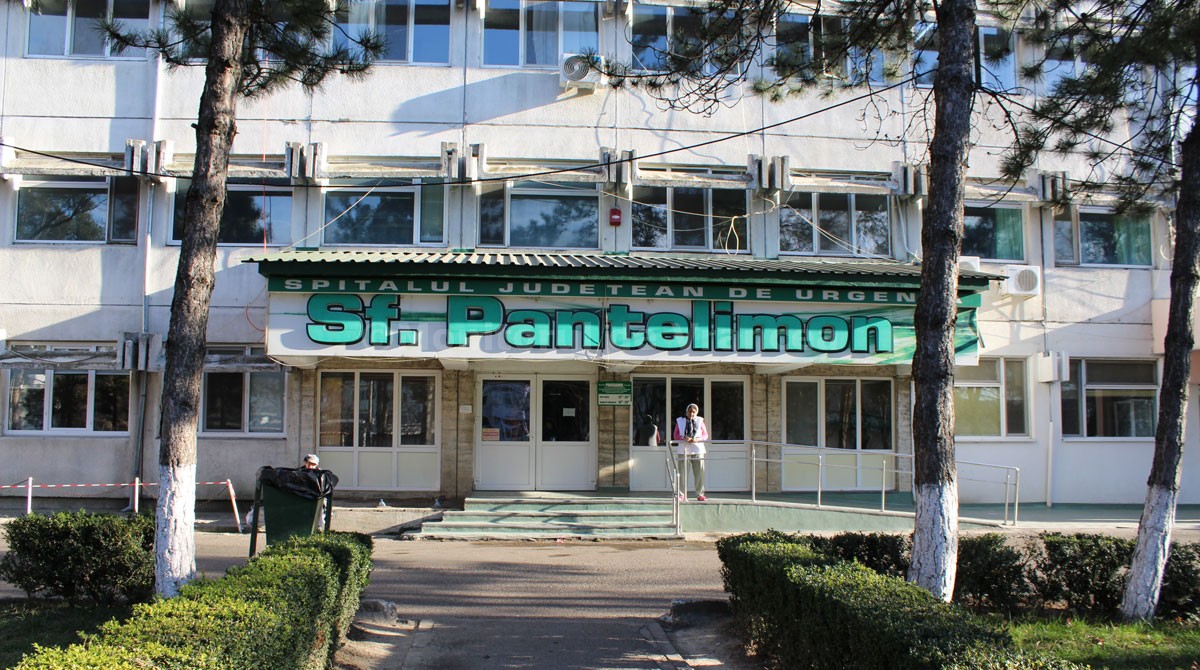 SPITALUL JUDETEAN DE URGEN
Sf. Pantelimon